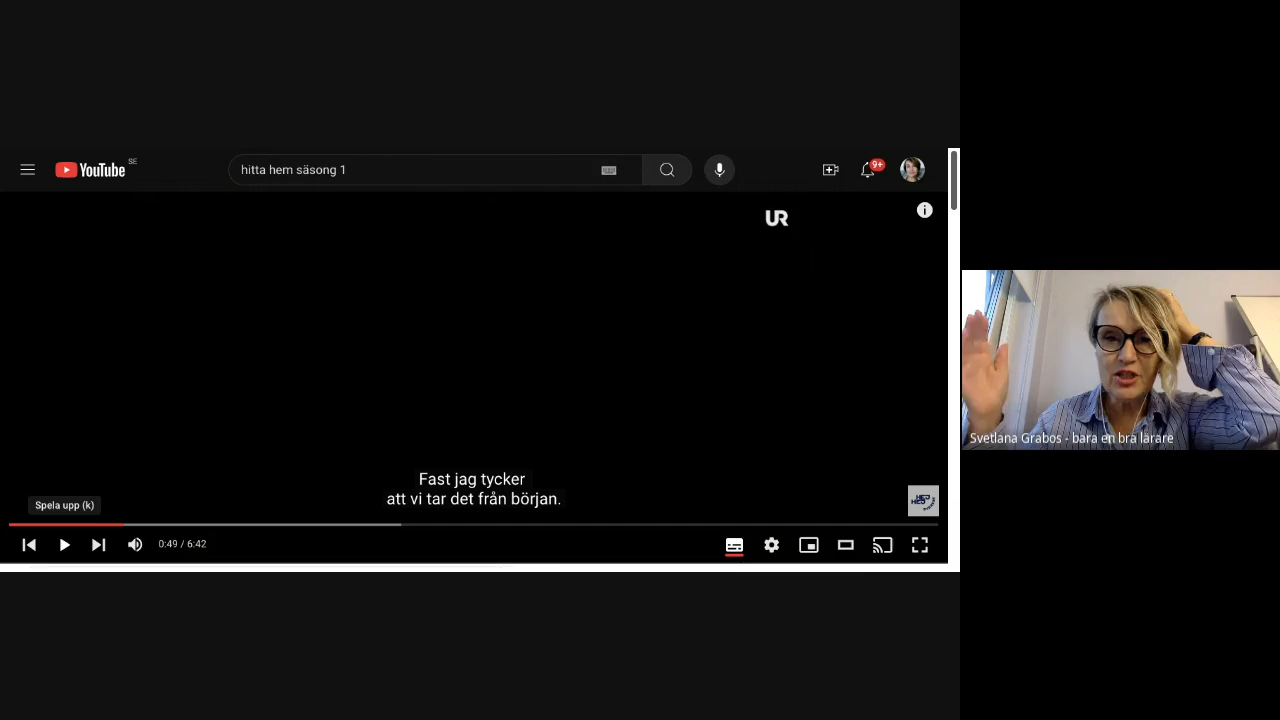 YouTube SE
hitta hem säsong 1
9+
UR
Fast jag tycker
att vi tar det från början.
Spela upp (k)
0:49 / 6:42
Svetlana Grabos - bara en bra lärare